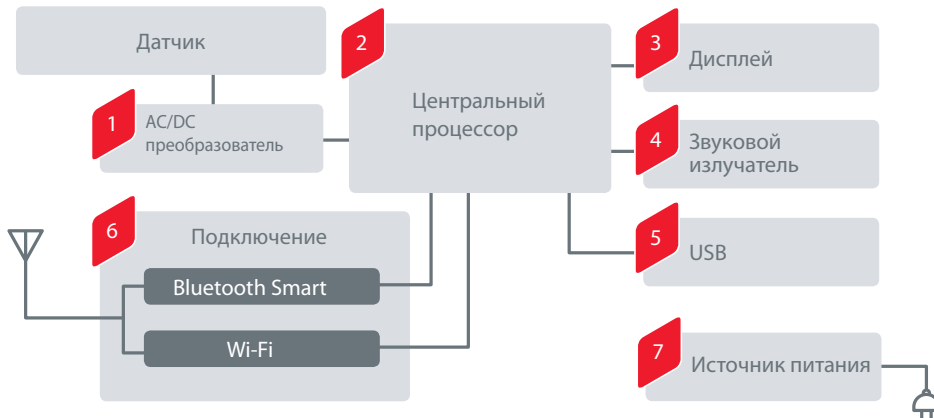 Датчик
1
AC/DC
преобразователь
2
Центральный
процессор
3
Дисплей
4
Звуковой
излучатель
5
USB
6
Подключение
Bluetooth Smart
Wi-Fi
7
Источник питания